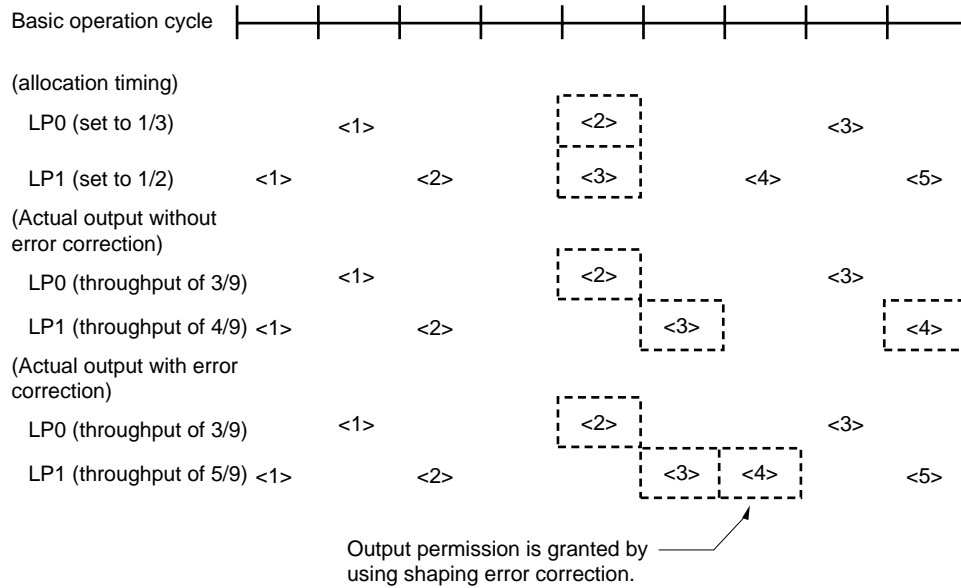 Basic operation cycle
(allocation timing)
LP0 (set to 1/3) <1> <2> <3>
LP1 (set to 1/2) <1> <2> <3> <4> <5>
(Actual output without
error correction)
LP0 (throughput of 3/9) <1> <2> <3>
LP1 (throughput of 4/9) <1> <2> <3> <4>
(Actual output with error
correction)
LP0 (throughput of 3/9) <1> <2> <3>
LP1 (throughput of 5/9) <1> <2> <3> <4> <5>
Output permission is granted by
using shaping error correction.